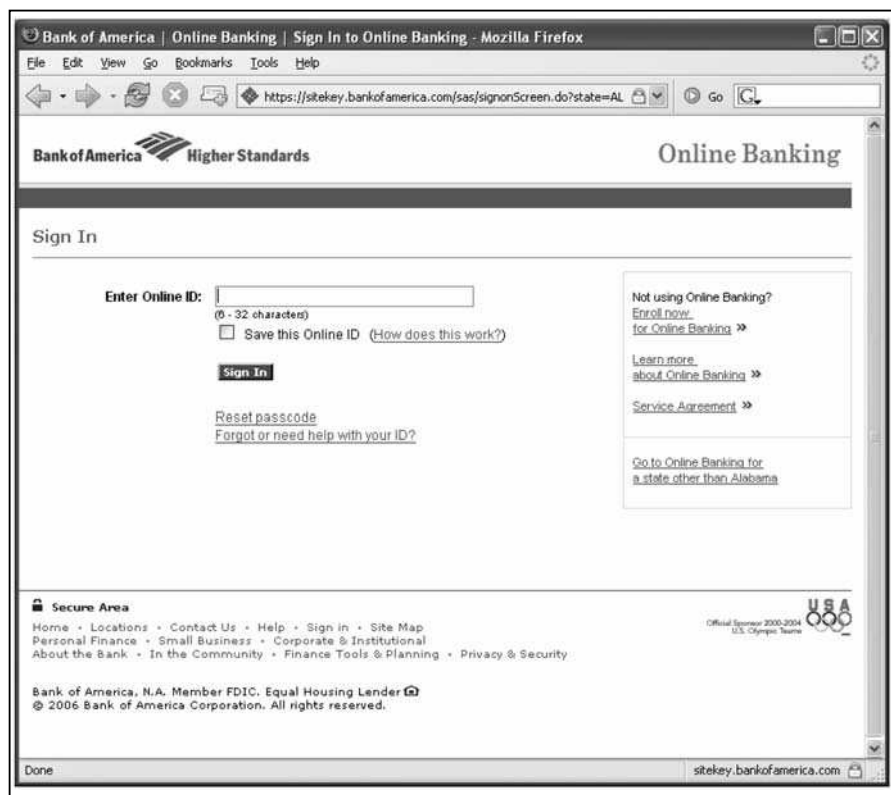 Bank of America | Online Banking | Sign In to Online Banking - Mozilla Firefox
File Edit View Go Bookmarks Tools Help
https://sitekey.bankofamerica.com/sas/signonScreen.do?state=AL Go G
Bank of America Higher Standards Online Banking
Sign In
Enter Online ID:
(6 - 32 characters)
Save this Online ID (How does this work?)
Sign In
Reset passcode
Forgot or need help with your ID?
Not using Online Banking?
Enroll now
for Online Banking »
Learn more
about Online Banking »
Service Agreement »
Go to Online Banking for
a state other than Alabama
Secure Area
Home • Locations • Contact Us • Help • Sign in • Site Map
Personal Finance • Small Business • Corporate & Institutional
About the Bank • In the Community • Finance Tools & Planning • Privacy & Security
USA
Official Sponsor 2000-2004
U.S. Olympic Teams
Bank of America, N.A. Member FDIC. Equal Housing Lender
© 2006 Bank of America Corporation. All rights reserved.
Done sitekey.bankofamerica.com